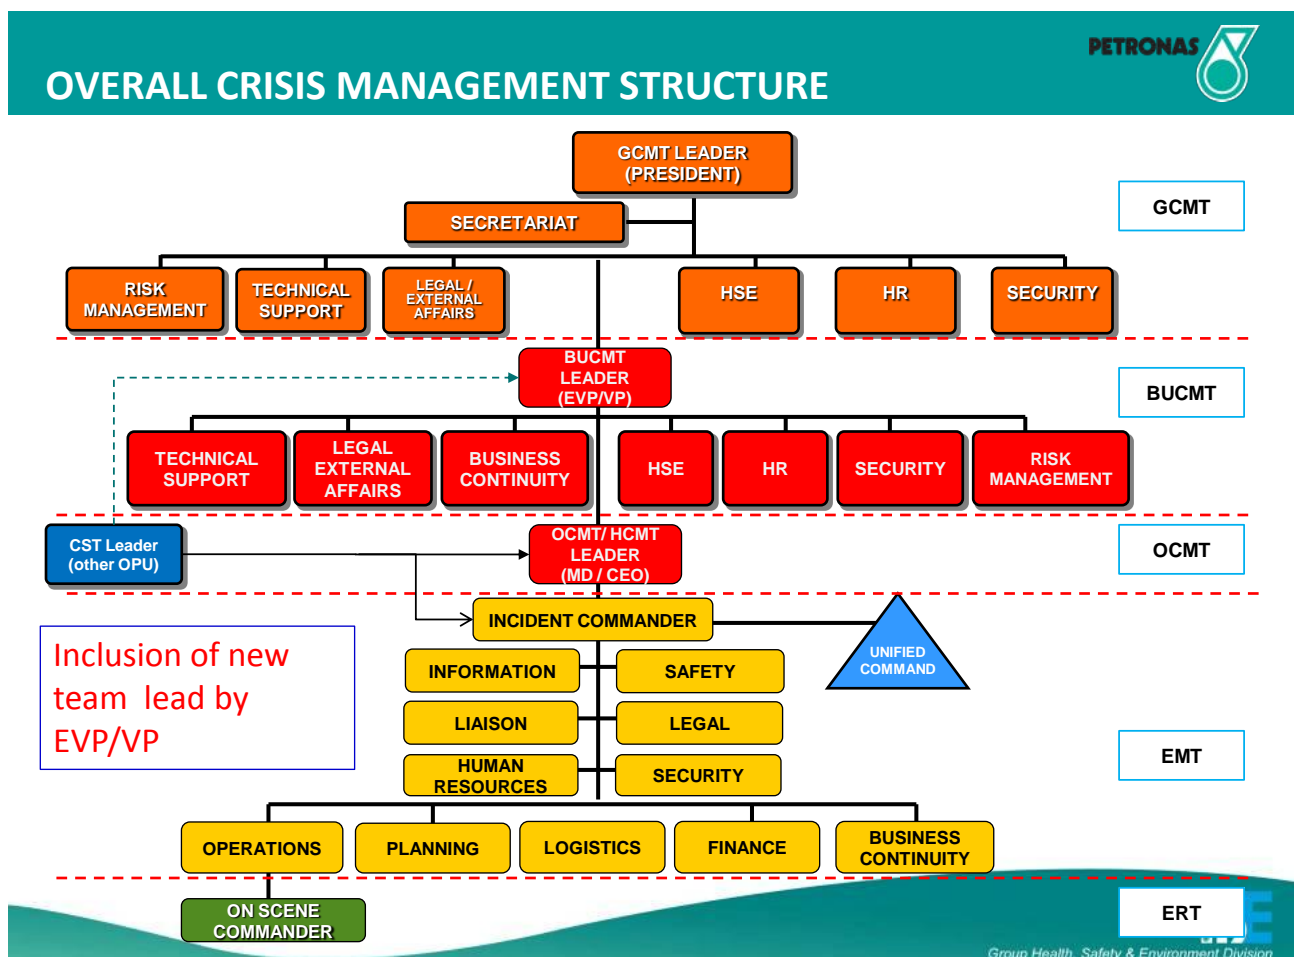 PETRONAS
OVERALL CRISIS MANAGEMENT STRUCTURE
GCMT LEADER
(PRESIDENT)
GCMT
SECRETARIAT
RISK
MANAGEMENT
TECHNICAL
SUPPORT
LEGAL /
EXTERNAL
AFFAIRS
HSE
HR
SECURITY
BUCMT
LEADER
(EVP/VP)
BUCMT
TECHNICAL
SUPPORT
LEGAL
EXTERNAL
AFFAIRS
BUSINESS
CONTINUITY
HSE
HR
SECURITY
RISK
MANAGEMENT
CST Leader
(other OPU)
OCMT/ HCMT
LEADER
(MD / CEO)
OCMT
INCIDENT COMMANDER
UNIFIED
COMMAND
Inclusion of new
team lead by
EVP/VP
INFORMATION
SAFETY
LIAISON
LEGAL
HUMAN
RESOURCES
SECURITY
EMT
OPERATIONS
PLANNING
LOGISTICS
FINANCE
BUSINESS
CONTINUITY
ON SCENE
COMMANDER
ERT
Group Health, Safety & Environment Division